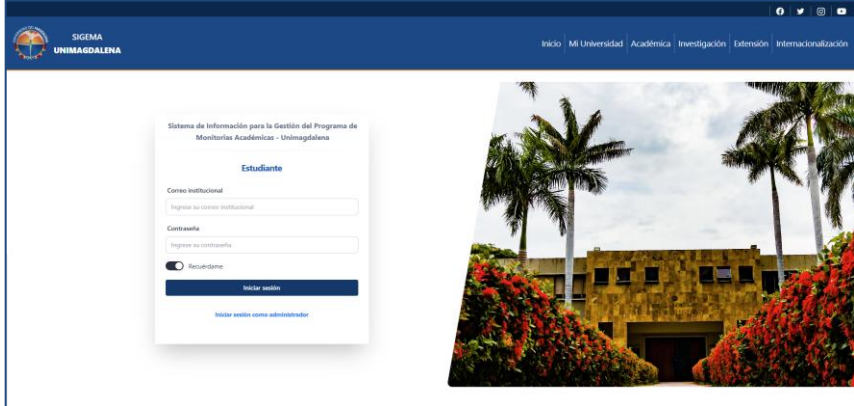 SIGEMA
UNIMAGDALENA
Inicio
Mi Universidad
Académica
Investigación
Extensión
Internacionalización
Sistema de Información para la Gestión del Programa de
Monitorías Académicas - Unimagdalena
Estudiante
Correo institucional
Ingrese su correo institucional
Contraseña
Ingrese su contraseña
Recuérdame
Iniciar sesión
Iniciar sesión como administrador